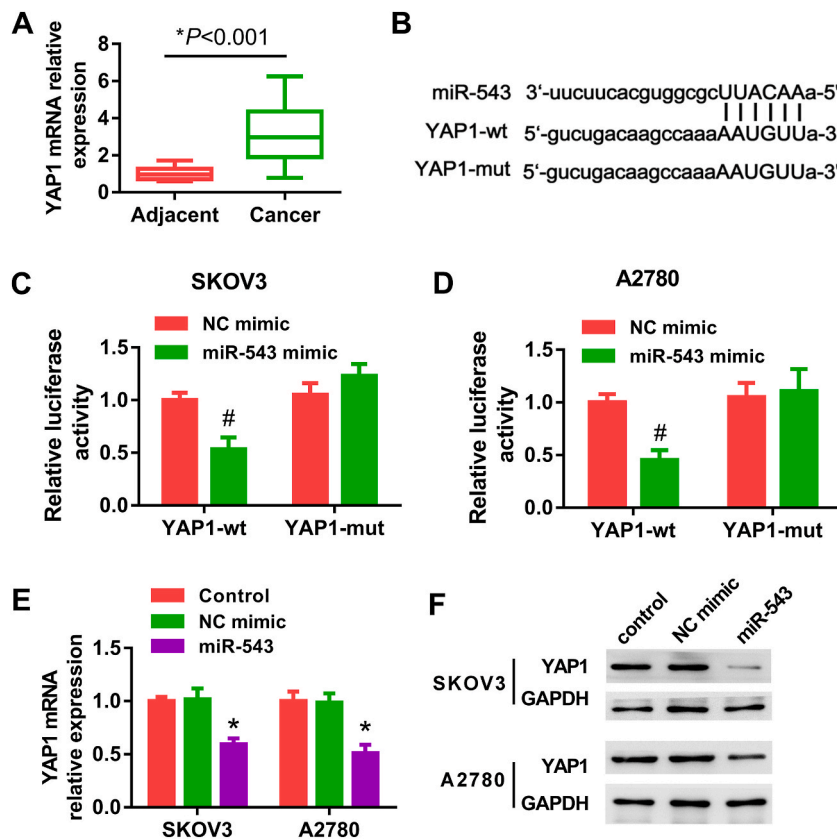 A
*P<0.001
YAP1 mRNA relative
expression
8
6
4
2
0
Adjacent
Cancer
B
miR-543 3‘-uucuucacguggcgcUUACAAa-5'
YAP1-wt 5‘-gucugacaagccaaaAAUGUUa-3'
YAP1-mut 5‘-gucugacaagccaaaAAUGUUa-3'
C
SKOV3
NC mimic
miR-543 mimic
Relative luciferase
activity
1.5
1.0
0.5
0.0
#
YAP1-wt
YAP1-mut
D
A2780
NC mimic
miR-543 mimic
Relative luciferase
activity
1.5
1.0
0.5
0.0
#
YAP1-wt
YAP1-mut
E
Control
NC mimic
miR-543
YAP1 mRNA
relative expression
1.5
1.0
0.5
0.0
*
*
SKOV3
A2780
F
control
NC mimic
miR-543
SKOV3
YAP1
GAPDH
A2780
YAP1
GAPDH